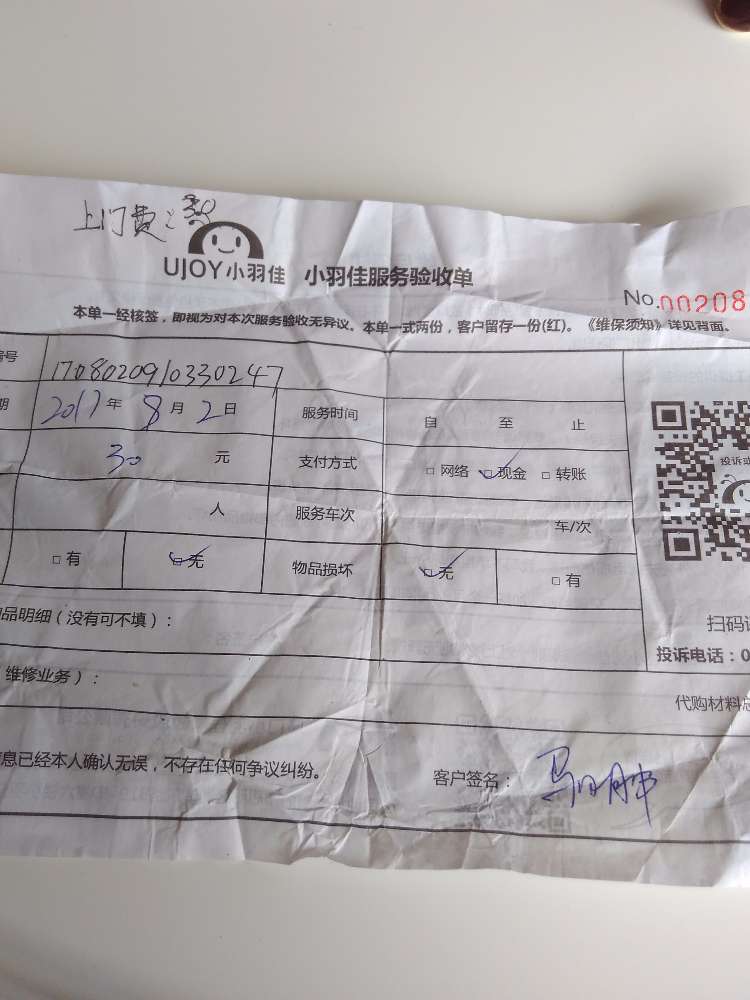 上门费
UJOY小羽佳 小羽佳服务验收单
No.00208
本单一经核签，即视为对本次服务验收无异议。本单一式两份，客户留存一份(红)。《维保须知》详见背面。
编号 1708020910330247
期 2017年8月2日 服务时间 自 至 止
30 元 支付方式 □网络 □现金 □转账
人 服务车次 车/次
□有 □无 物品损坏 □无 □有
品明细（没有可不填）：
扫码
投诉电话：0
维修业务）：
代购材料总
息已经本人确认无误，不存在任何争议纠纷。 客户签名：